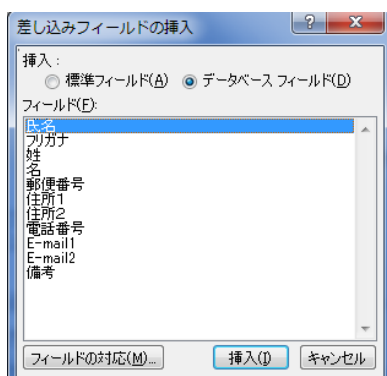 差し込みフィールドの挿入
挿入：
標準フィールド(A) データベース フィールド(D)
フィールド(F):
氏名
フリガナ
姓
名
郵便番号
住所1
住所2
電話番号
E-mail1
E-mail2
備考
フィールドの対応(M)... 挿入(I) キャンセル